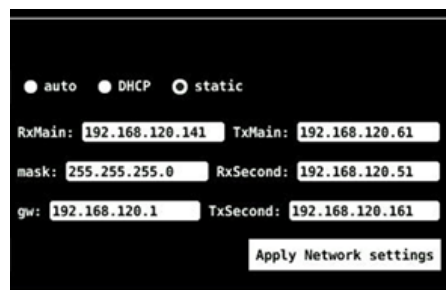 auto DHCP static
RxMain: 192.168.120.141 TxMain: 192.168.120.61
mask: 255.255.255.0 RxSecond: 192.168.120.51
gw: 192.168.120.1 TxSecond: 192.168.120.161
Apply Network settings